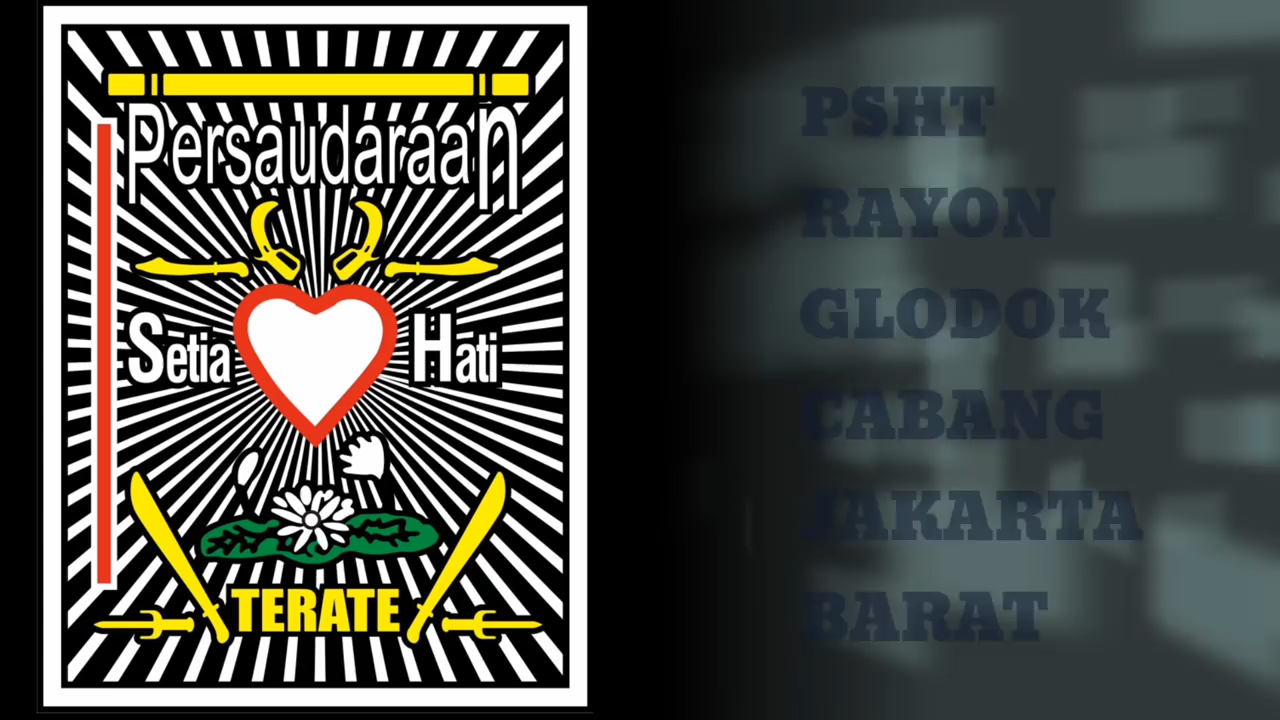 Persaudaraan
Setia Hati
TERATE
PSHT
RAYON
GLODOK
CABANG
JAKARTA
BARAT